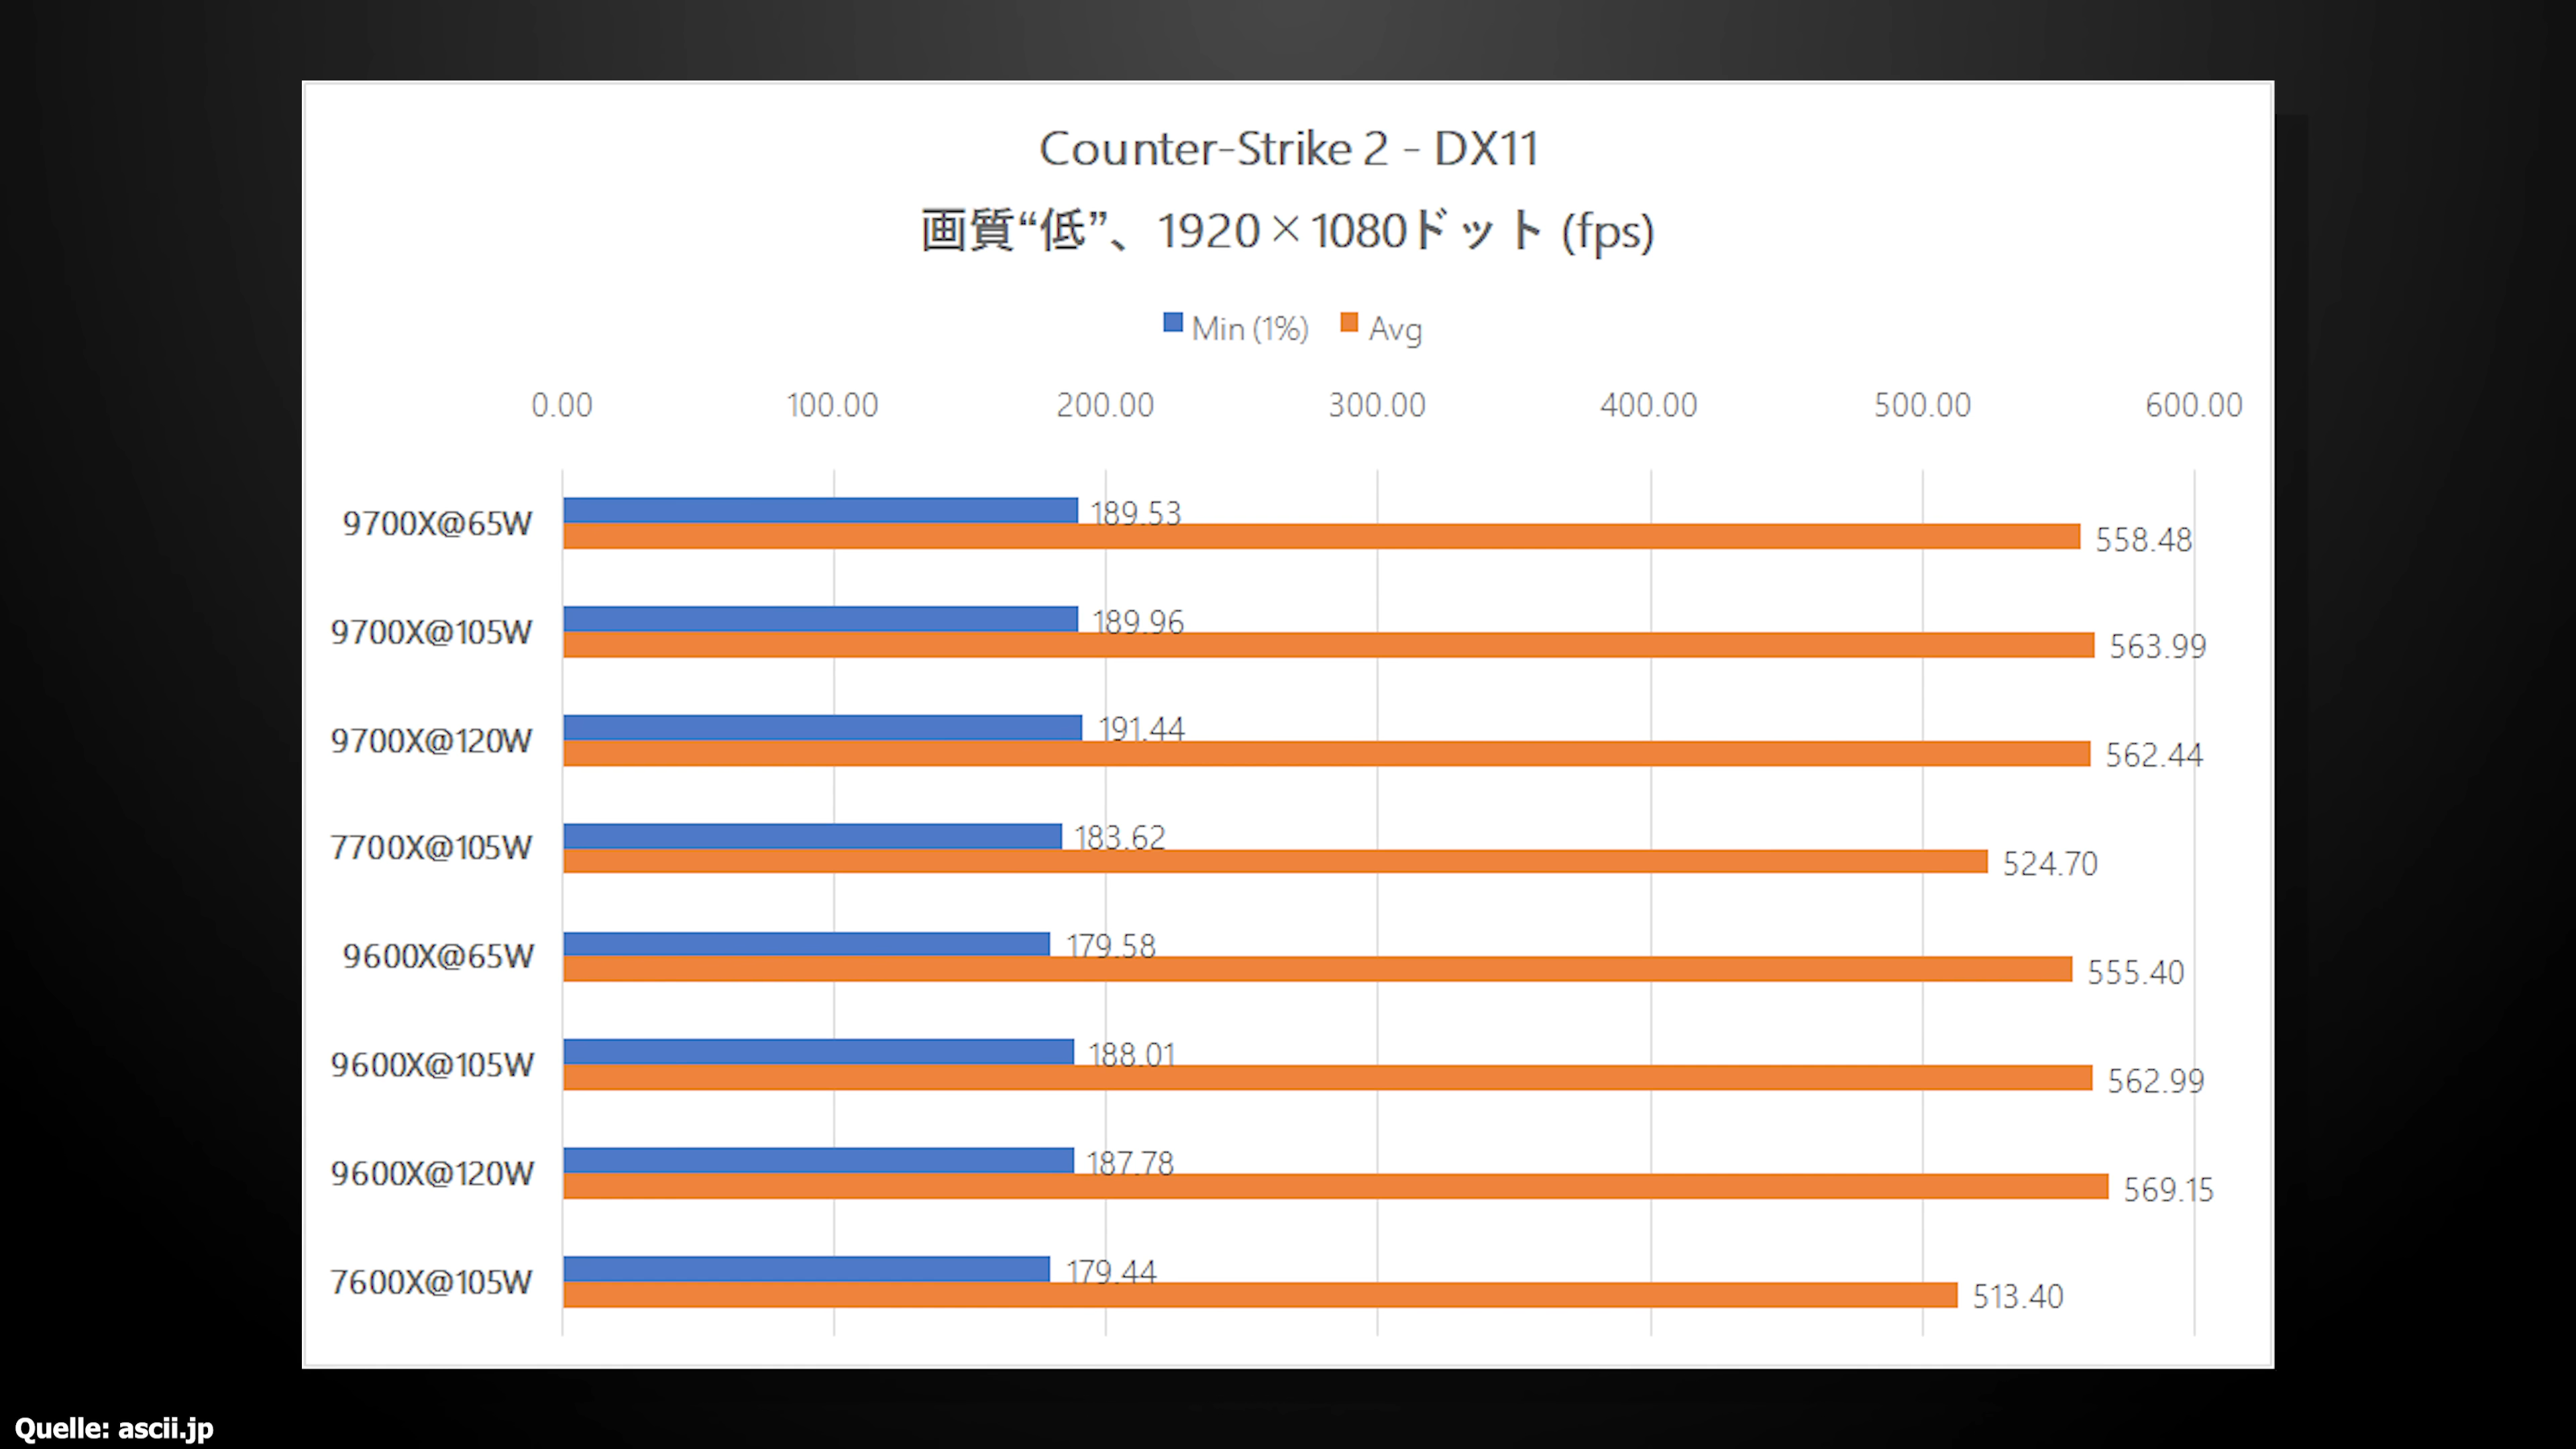 Counter-Strike 2 - DX11
画質“低”、1920×1080ドット (fps)
Min (1%) Avg
0.00 100.00 200.00 300.00 400.00 500.00 600.00
9700X@65W 189.53 558.48
9700X@105W 189.96 563.99
9700X@120W 191.44 562.44
7700X@105W 183.62 524.70
9600X@65W 179.58 555.40
9600X@105W 188.01 562.99
9600X@120W 187.78 569.15
7600X@105W 179.44 513.40
Quelle: ascii.jp